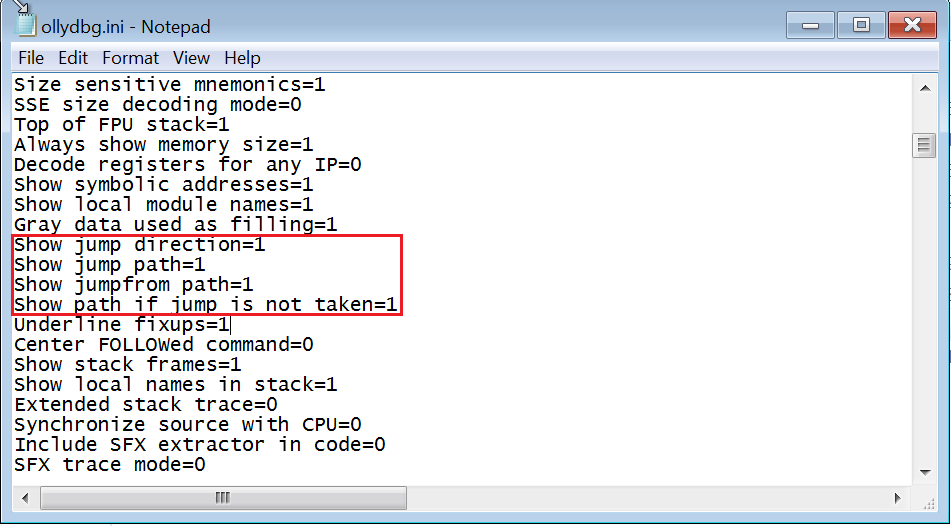 ollydbg.ini - Notepad
File Edit Format View Help
Size sensitive mnemonics=1
SSE size decoding mode=0
Top of FPU stack=1
Always show memory size=1
Decode registers for any IP=0
Show symbolic addresses=1
Show local module names=1
Gray data used as filling=1
Show jump direction=1
Show jump path=1
Show jumpfrom path=1
Show path if jump is not taken=1
Underline fixups=1
Center FOLLOWed command=0
Show stack frames=1
Show local names in stack=1
Extended stack trace=0
Synchronize source with CPU=0
Include SFX extractor in code=0
SFX trace mode=0